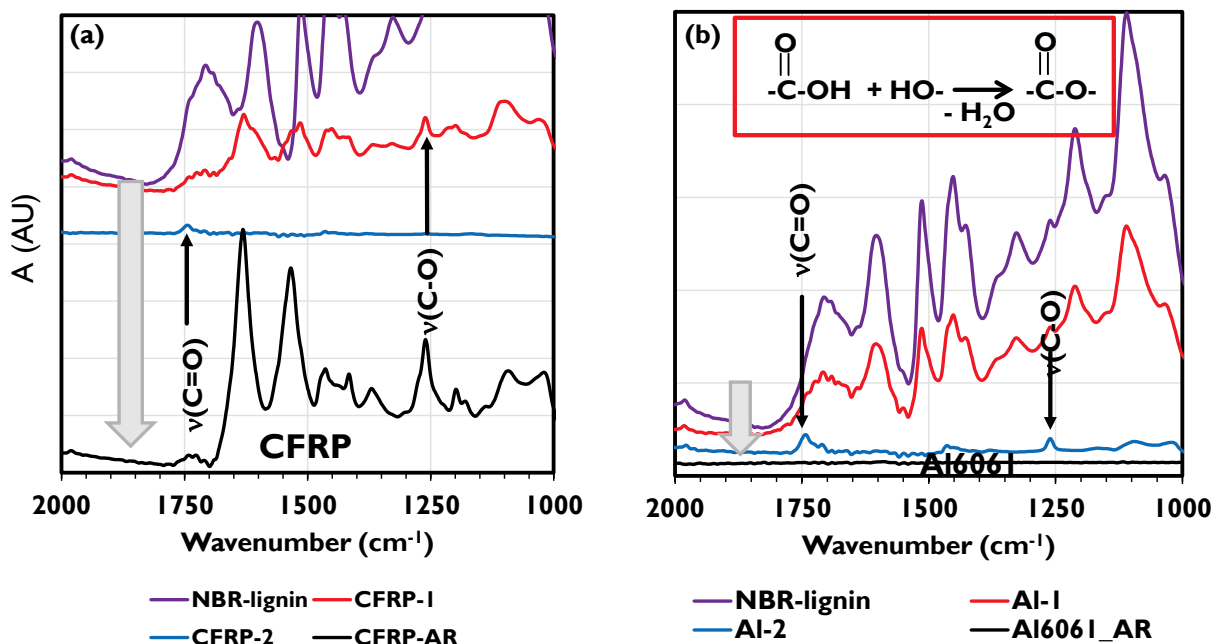 (a)
A (AU)
ν(C=O)
ν(C-O)
CFRP
2000 1750 1500 1250 1000
Wavenumber (cm⁻¹)
NBR-lignin CFRP-1
CFRP-2 CFRP-AR
(b)
O O
-C-OH + HO- -C-O-
- H₂O
ν(C=O)
ν(C-O)
Al6061
2000 1750 1500 1250 1000
Wavenumber (cm⁻¹)
NBR-lignin Al-1
Al-2 Al6061_AR